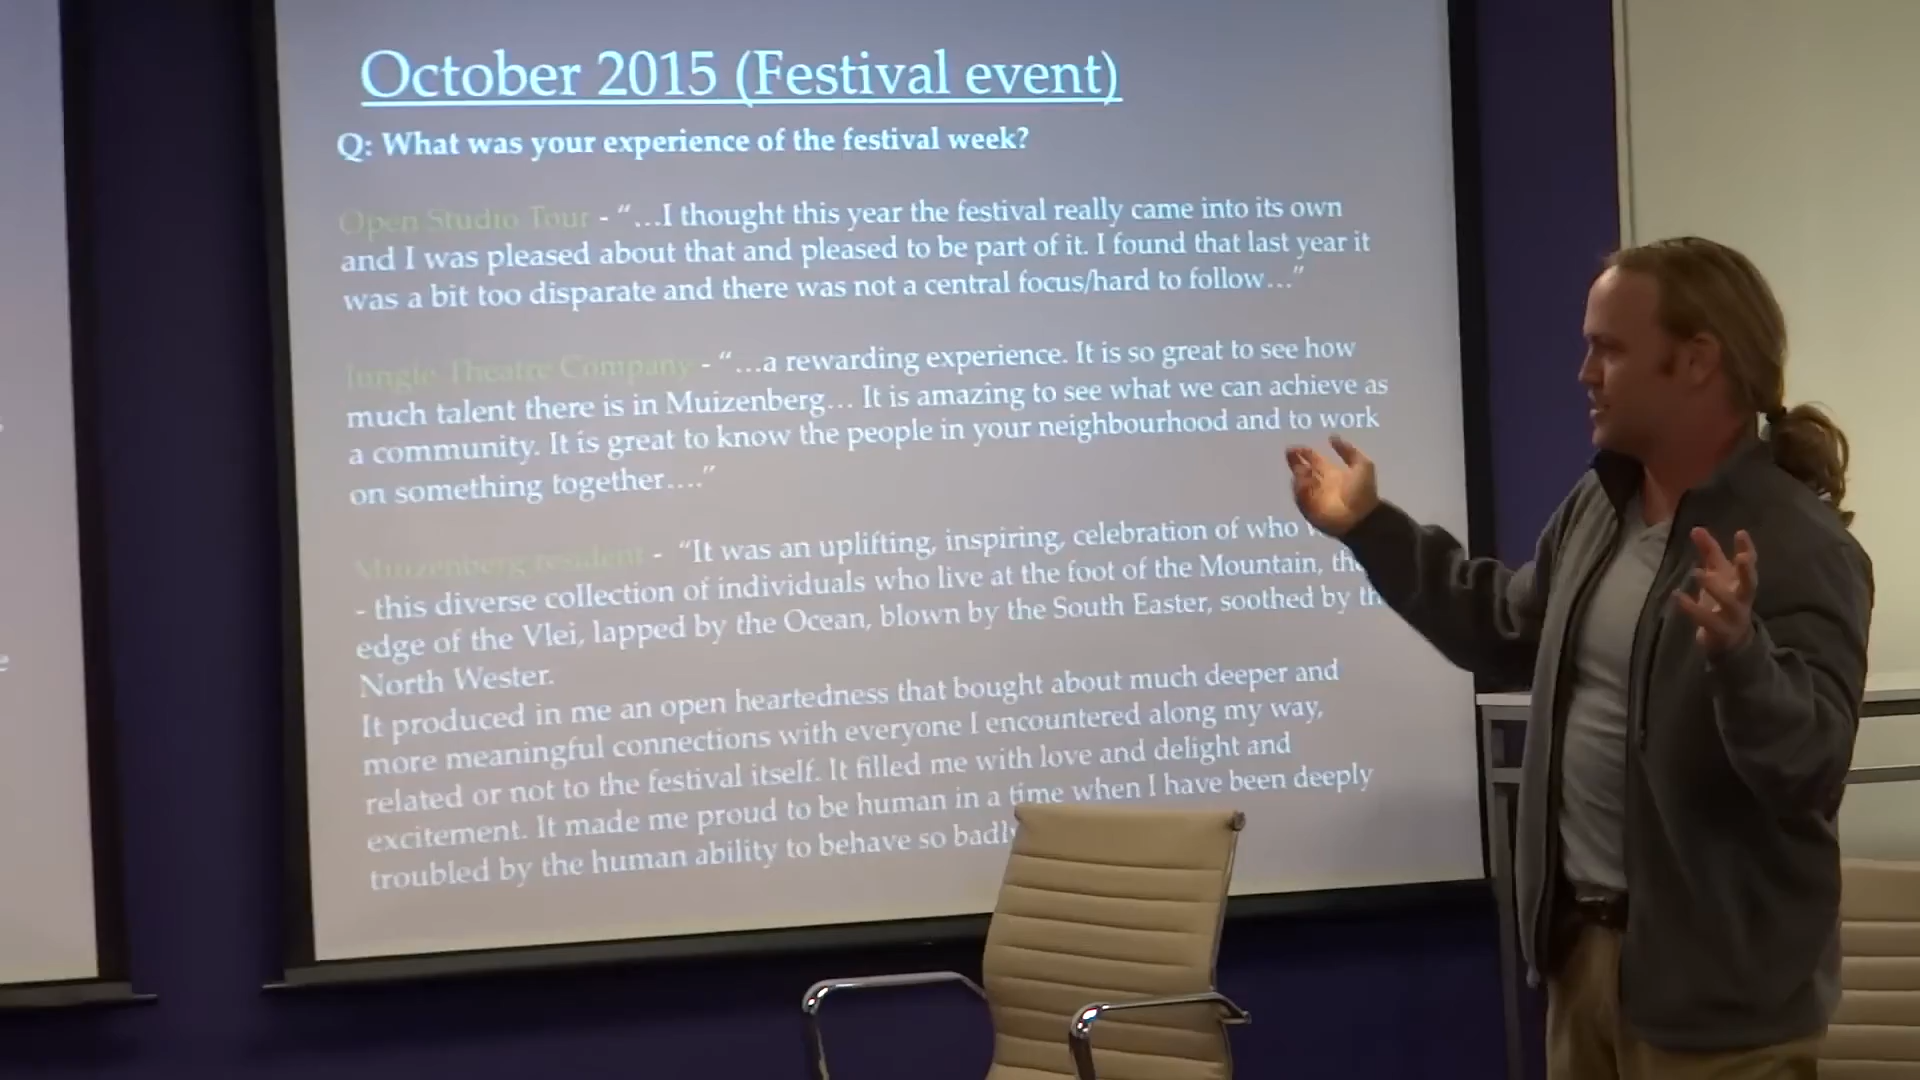 October 2015 (Festival event)
Q: What was your experience of the festival week?
Open Studio Tour - “…I thought this year the festival really came into its own
and I was pleased about that and pleased to be part of it. I found that last year it
was a bit too disparate and there was not a central focus/hard to follow…”
Jungle Theatre Company - “…a rewarding experience. It is so great to see how
much talent there is in Muizenberg… It is amazing to see what we can achieve as
a community. It is great to know the people in your neighbourhood and to work
on something together….”
Muizenberg resident - “It was an uplifting, inspiring, celebration of who
- this diverse collection of individuals who live at the foot of the Mountain, the
edge of the Vlei, lapped by the Ocean, blown by the South Easter, soothed by th
North Wester.
It produced in me an open heartedness that bought about much deeper and
more meaningful connections with everyone I encountered along my way,
related or not to the festival itself. It filled me with love and delight and
excitement. It made me proud to be human in a time when I have been deeply
troubled by the human ability to behave so badly